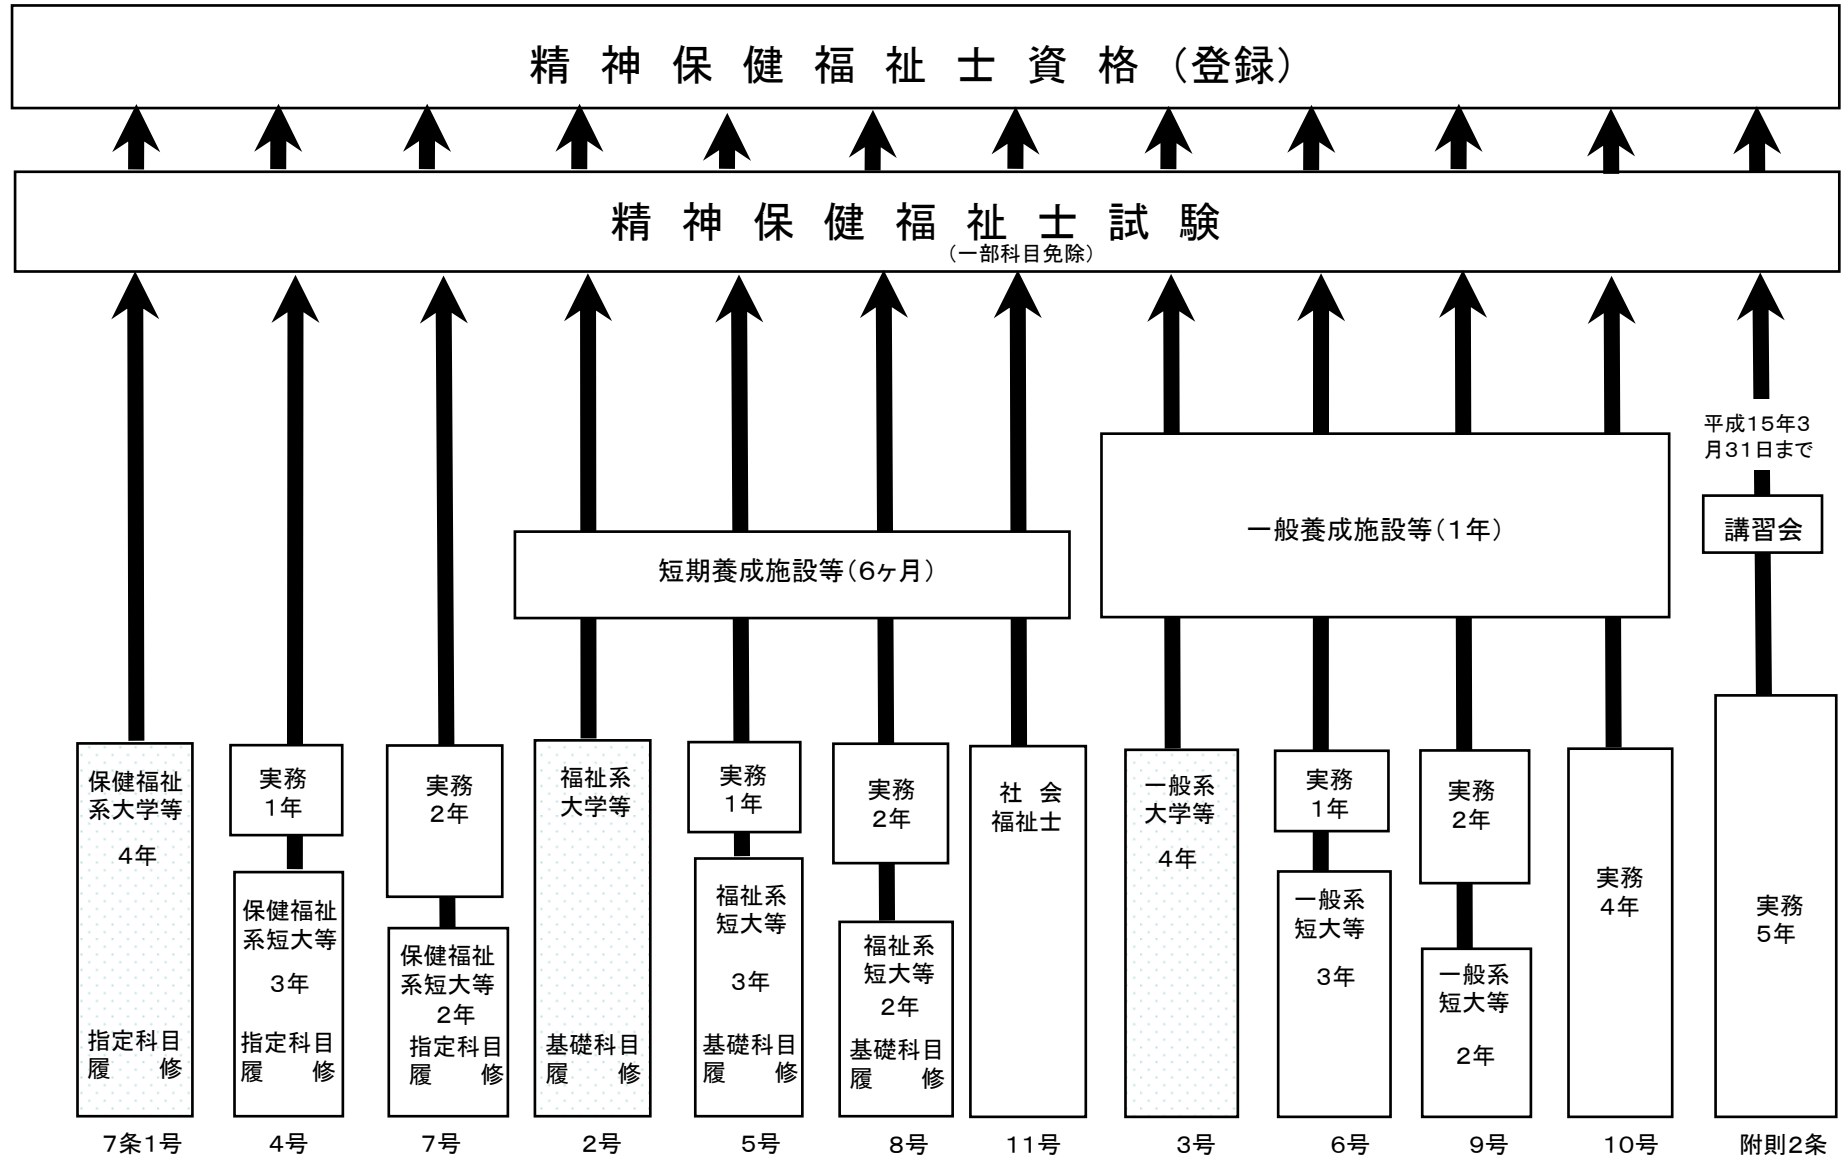 精神保健福祉士資格（登録）
精神保健福祉士試験
（一部科目免除）
平成15年3
月31日まで
講習会
一般養成施設等（1年）
短期養成施設等（6ヶ月）
保健福祉
系大学等
4年
指定科目
履　　修
7条1号
実務
1年
保健福祉
系短大等
3年
指定科目
履　　修
4号
実務
2年
保健福祉
系短大等
2年
指定科目
履　　修
7号
福祉系
大学等
基礎科目
履　　修
2号
実務
1年
福祉系
短大等
3年
基礎科目
履　　修
5号
実務
2年
福祉系
短大等
2年
基礎科目
履　　修
8号
社　会
福祉士
11号
一般系
大学等
4年
3号
実務
1年
一般系
短大等
3年
6号
実務
2年
一般系
短大等
2年
9号
実務
4年
10号
実務
5年
附則2条